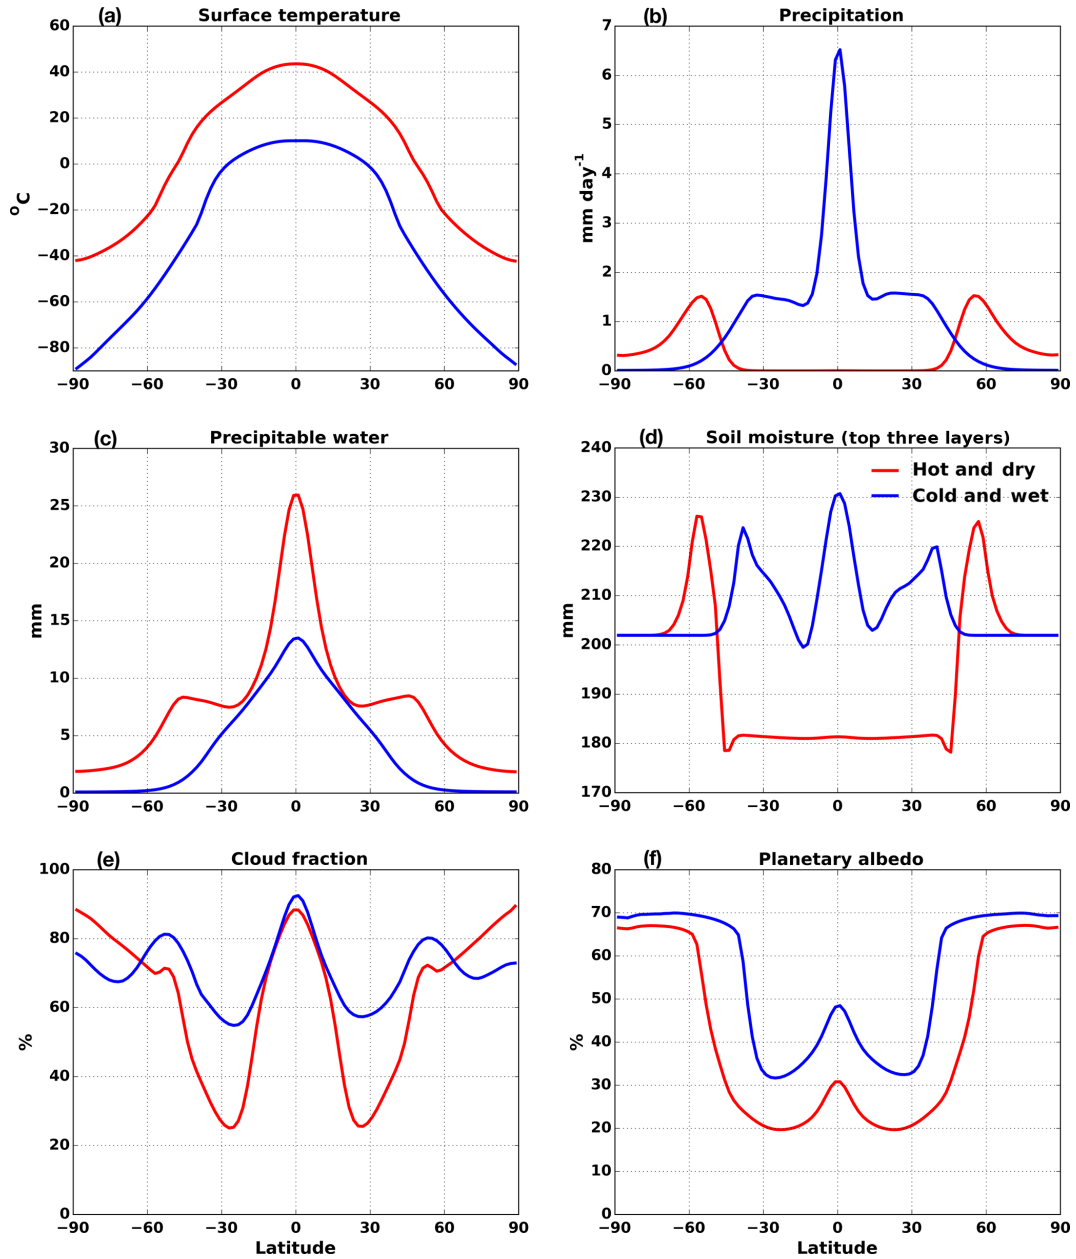 (a) Surface temperature
60
40
20
0
−20
−40
−60
−80
°C
−90 −60 −30 0 30 60 90
(b) Precipitation
7
6
5
4
3
2
1
0
mm day⁻¹
−90 −60 −30 0 30 60 90
(c) Precipitable water
30
25
20
15
10
5
0
mm
−90 −60 −30 0 30 60 90
(d) Soil moisture (top three layers)
240
230
220
210
200
190
180
170
mm
Hot and dry
Cold and wet
−90 −60 −30 0 30 60 90
(e) Cloud fraction
100
80
60
40
20
0
%
−90 −60 −30 0 30 60 90
Latitude
(f) Planetary albedo
80
70
60
50
40
30
20
10
0
%
−90 −60 −30 0 30 60 90
Latitude